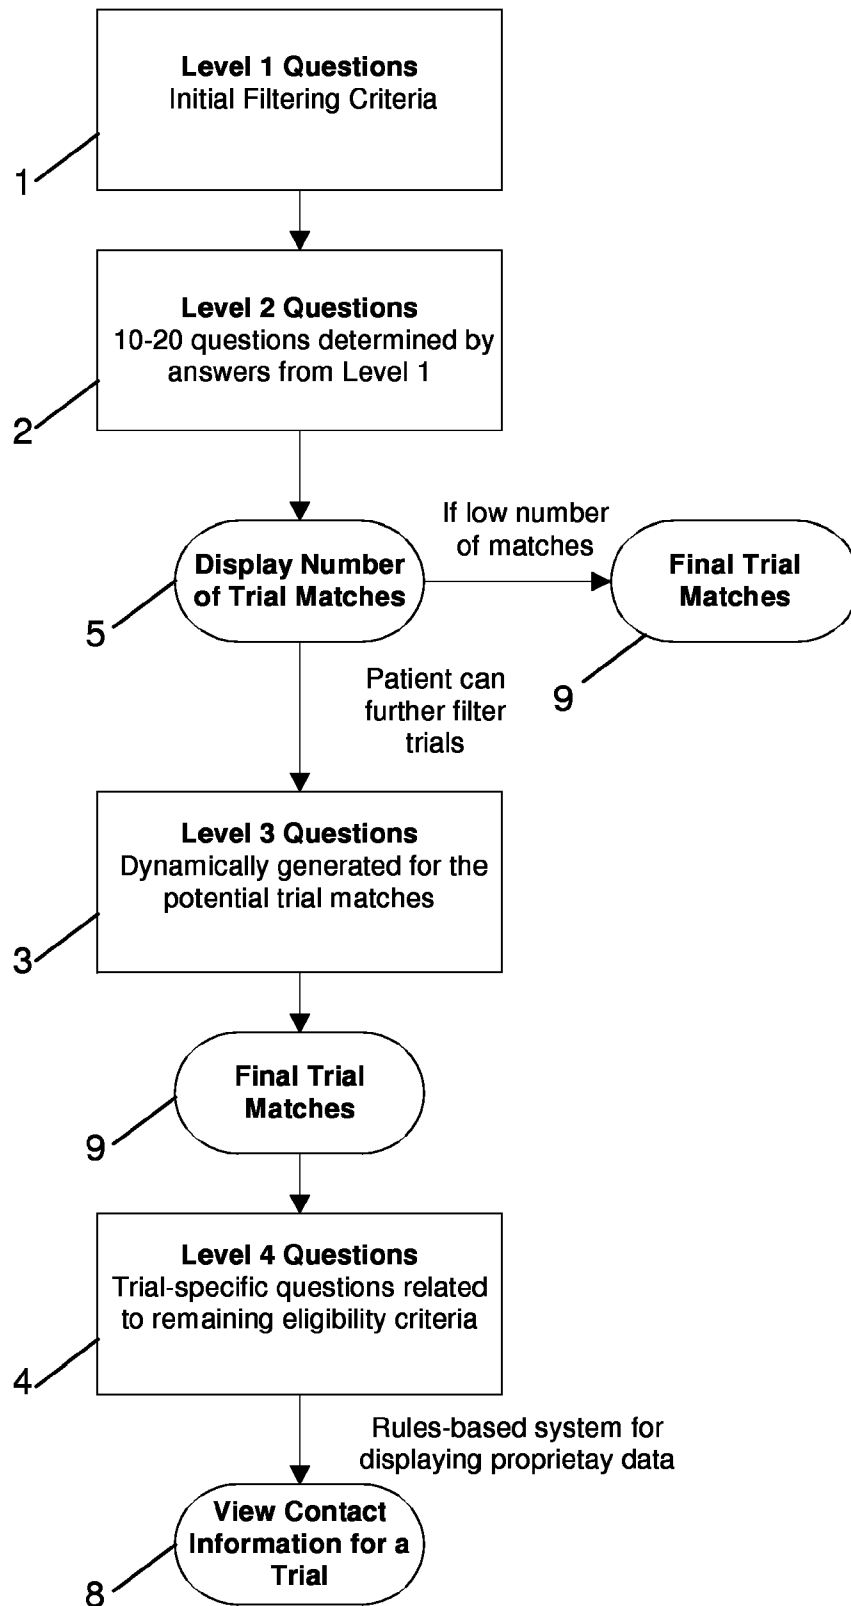 Level 1 Questions
Initial Filtering Criteria
1
Level 2 Questions
10-20 questions determined by
answers from Level 1
2
If low number
of matches
Display Number
of Trial Matches
Final Trial
Matches
5
9
Patient can
further filter
trials
Level 3 Questions
Dynamically generated for the
potential trial matches
3
Final Trial
Matches
9
Level 4 Questions
Trial-specific questions related
to remaining eligibility criteria
4
Rules-based system for
displaying proprietay data
View Contact
Information for a
Trial
8